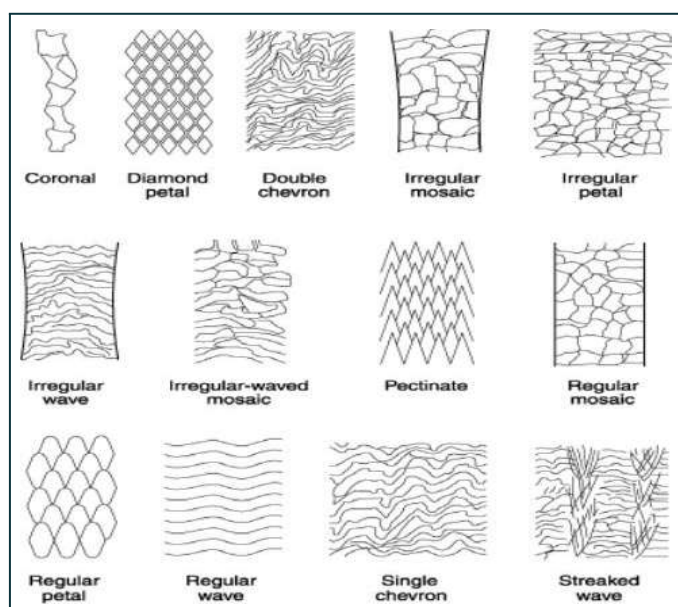 Coronal
Diamond petal
Double chevron
Irregular mosaic
Irregular petal
Irregular wave
Irregular-waved mosaic
Pectinate
Regular mosaic
Regular petal
Regular wave
Single chevron
Streaked wave